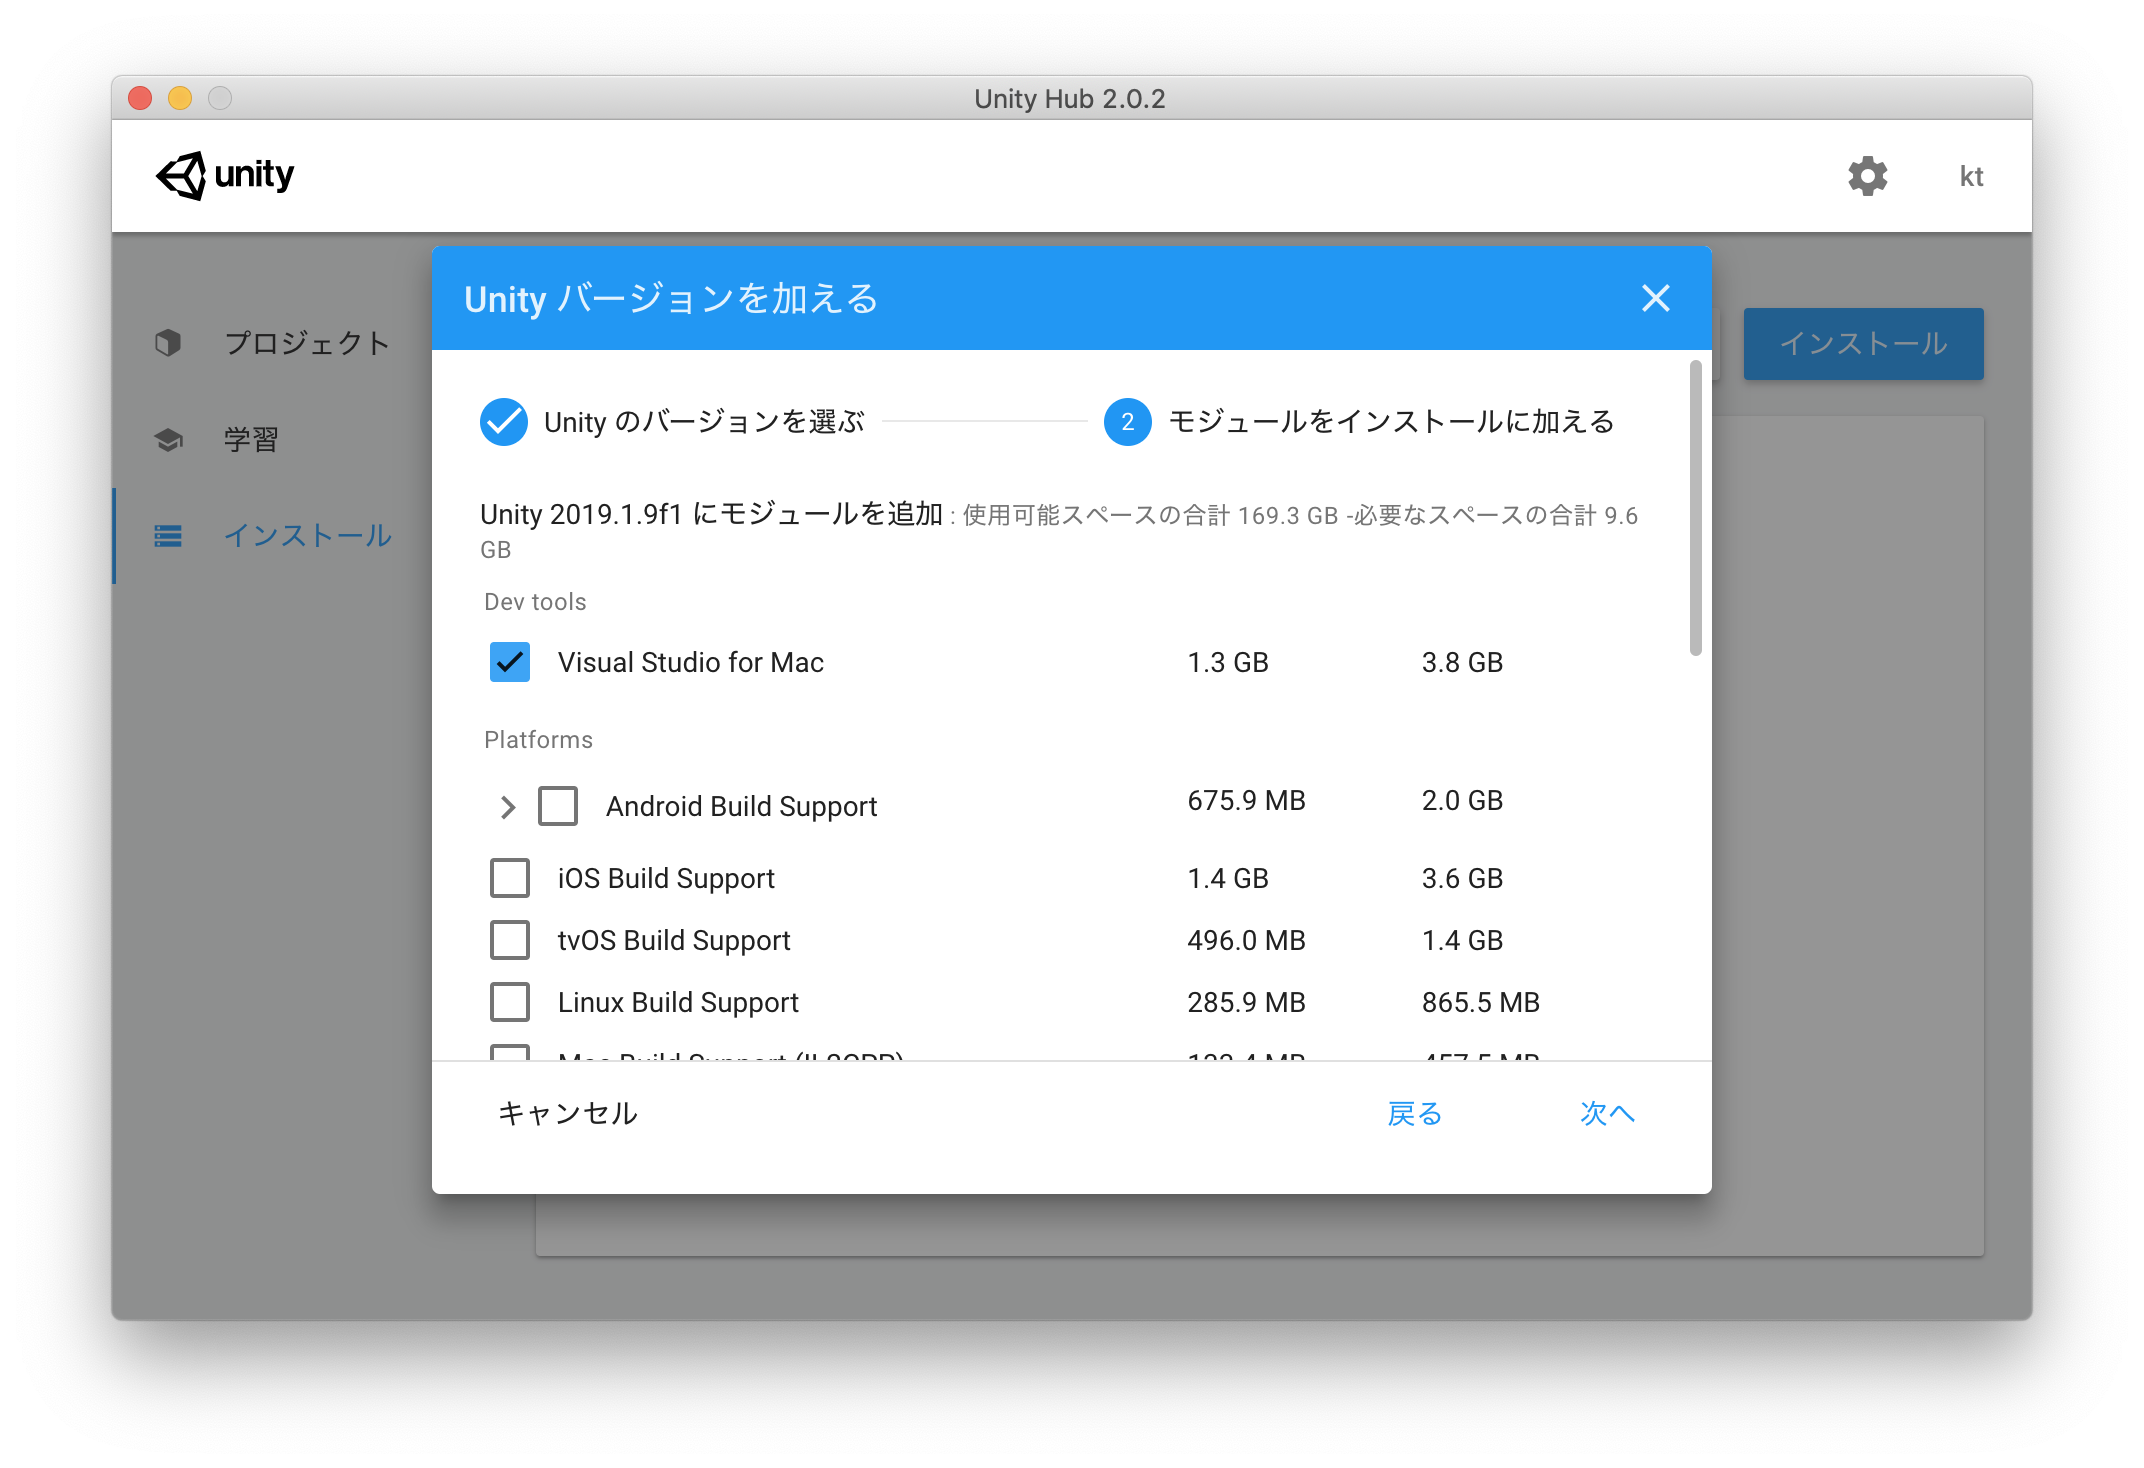 Unity Hub 2.0.2
unity
kt
プロジェクト
学習
インストール
インストール
Unity バージョンを加える
Unity のバージョンを選ぶ
2 モジュールをインストールに加える
Unity 2019.1.9f1 にモジュールを追加 : 使用可能スペースの合計 169.3 GB -必要なスペースの合計 9.6
GB
Dev tools
Visual Studio for Mac 1.3 GB 3.8 GB
Platforms
Android Build Support 675.9 MB 2.0 GB
iOS Build Support 1.4 GB 3.6 GB
tvOS Build Support 496.0 MB 1.4 GB
Linux Build Support 285.9 MB 865.5 MB
Mac Build Support (IL2CPP) 457.5 MB
キャンセル 戻る 次へ